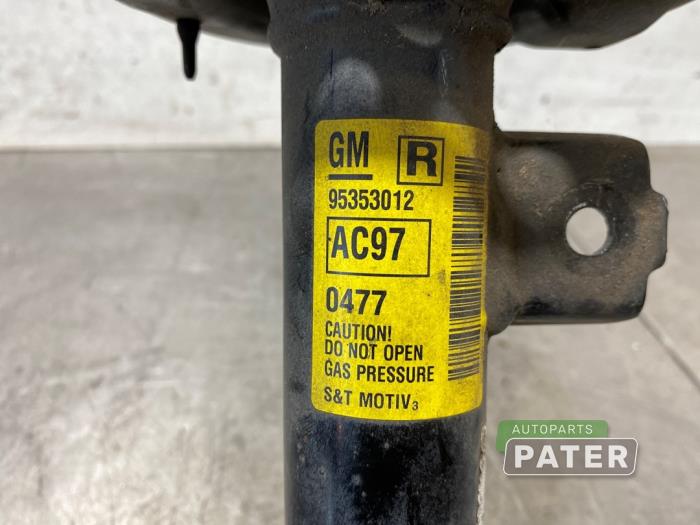 GM R
95353012
AC97
0477
CAUTION!
DO NOT OPEN
GAS PRESSURE
S&T MOTIV3
AUTOPARTS
PATER